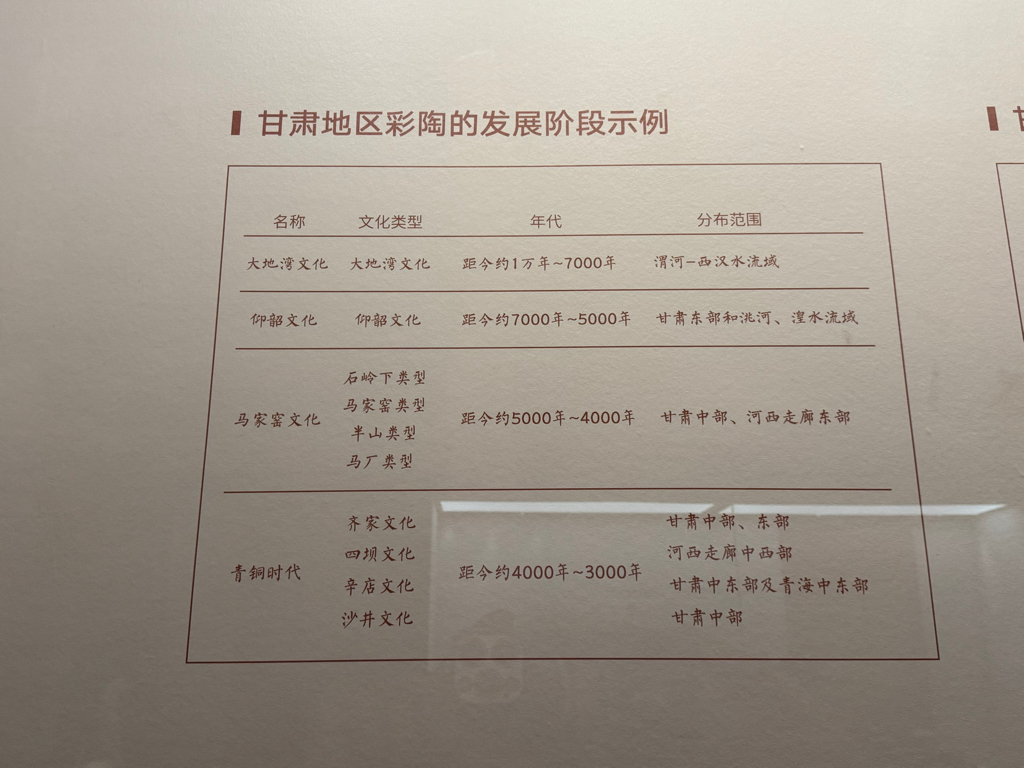 甘肃地区彩陶的发展阶段示例
名称 文化类型 年代 分布范围
大地湾文化 大地湾文化 距今约1万年~7000年 渭河-西汉水流域
仰韶文化 仰韶文化 距今约7000年~5000年 甘肃东部和洮河、湟水流域
石岭下类型
马家窑类型
马家窑文化 距今约5000年~4000年 甘肃中部、河西走廊东部
半山类型
马厂类型
齐家文化 甘肃中部、东部
四坝文化 河西走廊中西部
青铜时代 距今约4000年~3000年
辛店文化 甘肃中东部及青海中东部
沙井文化 甘肃中部